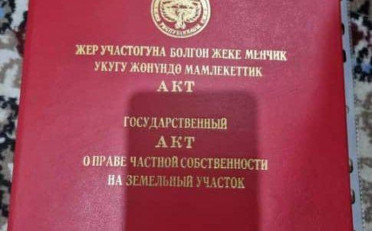 ЖЕР УЧАСТОГУНА БОЛГОН ЖЕКЕ МЕНЧИК
УКУГУ ЖӨНҮНДӨ МАМЛЕКЕТТИК
АКТ
ГОСУДАРСТВЕННЫЙ
АКТ
О ПРАВЕ ЧАСТНОЙ СОБСТВЕННОСТИ
НА ЗЕМЕЛЬНЫЙ УЧАСТОК